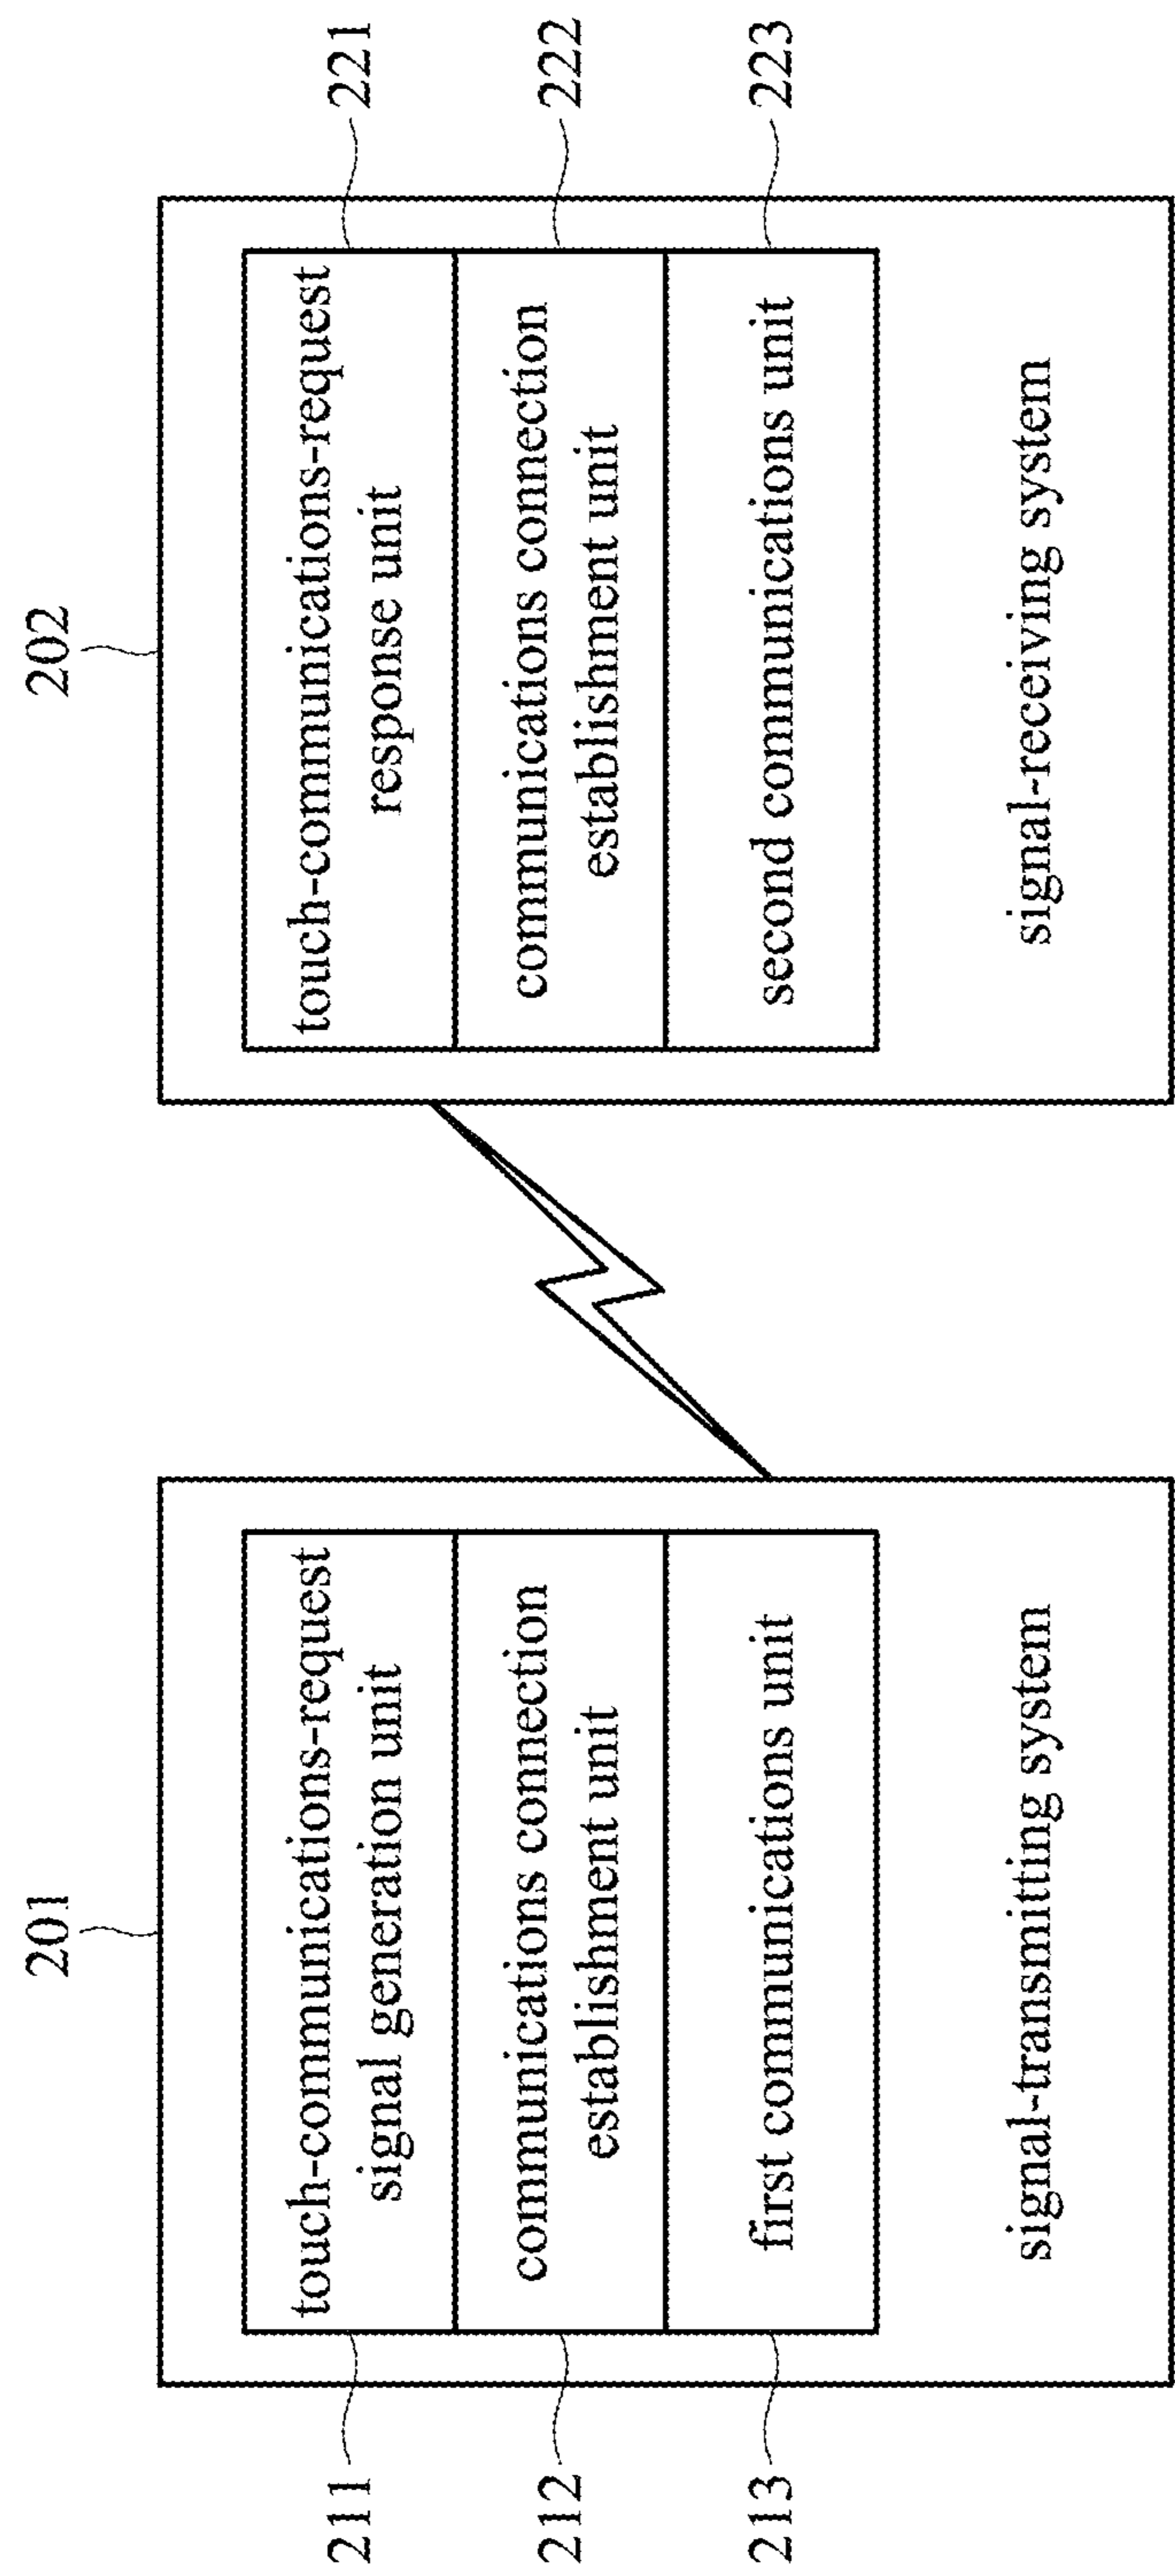 201
211
touch-communications-request
signal generation unit
212
communications connection
establishment unit
213
first communications unit
signal-transmitting system
202
touch-communications-request
response unit
221
communications connection
establishment unit
222
second communications unit
223
signal-receiving system